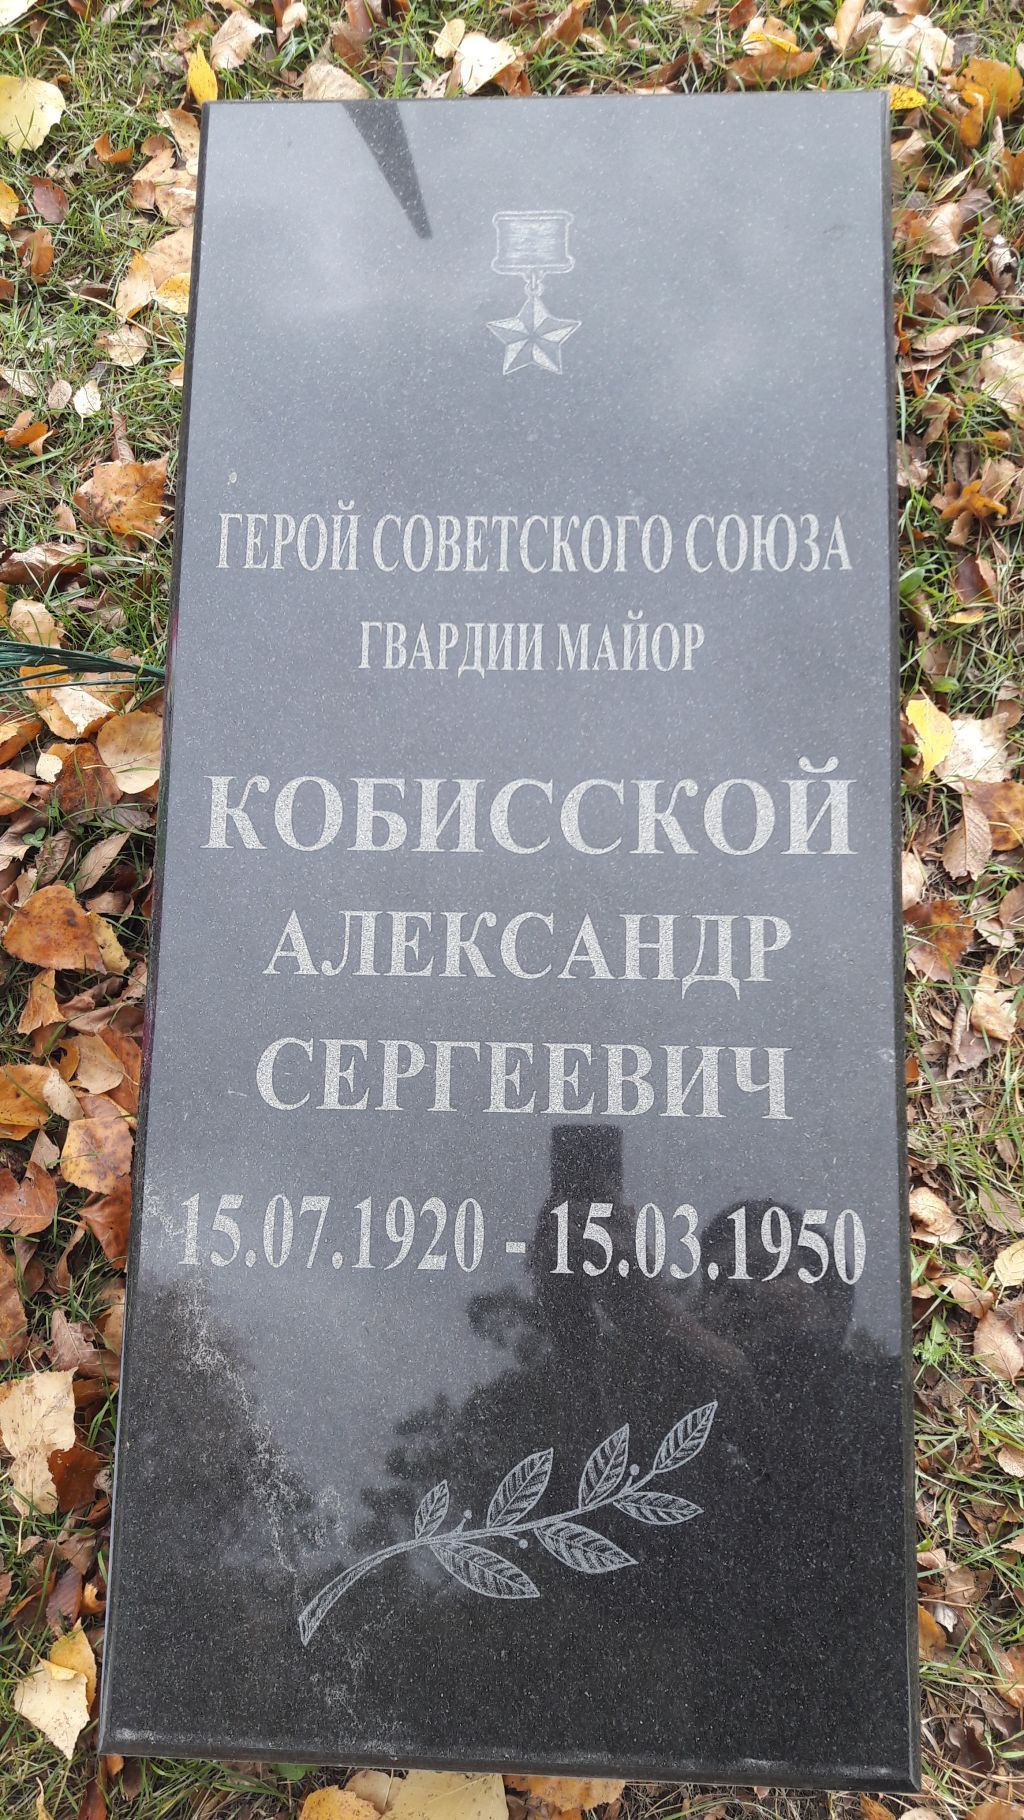 ГЕРОЙ СОВЕТСКОГО СОЮЗА
ГВАРДИИ МАЙОР
КОБИССКОЙ
АЛЕКСАНДР
СЕРГЕЕВИЧ
15.07.1920 - 15.03.1950